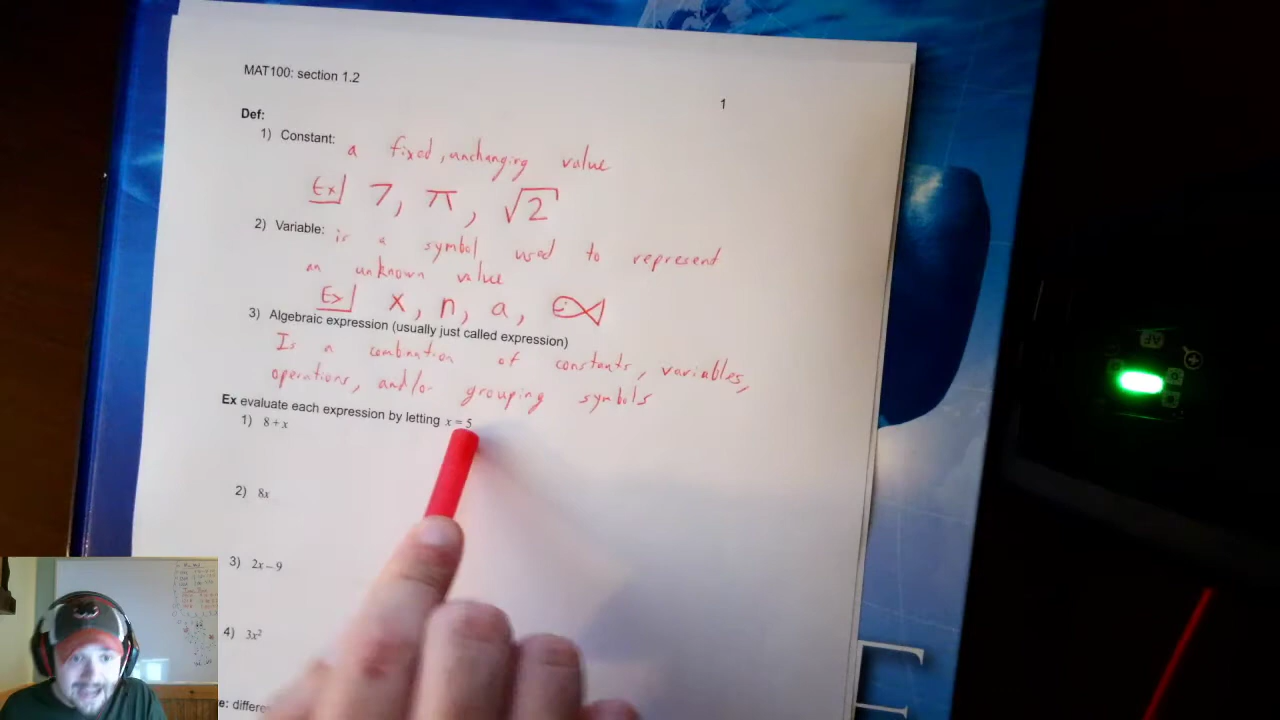 MAT100: section 1.2
1
Def:
1) Constant: a fixed, unchanging value
Ex 7, π, √2
2) Variable: is a symbol used to represent
an unknown value
Ex x, n, a,
3) Algebraic expression (usually just called expression)
Is a combination of constants, variables,
operations, and/or grouping symbols
Ex evaluate each expression by letting x = 5
1) 8 + x
2) 8x
3) 2x – 9
4) 3x²
e: differe